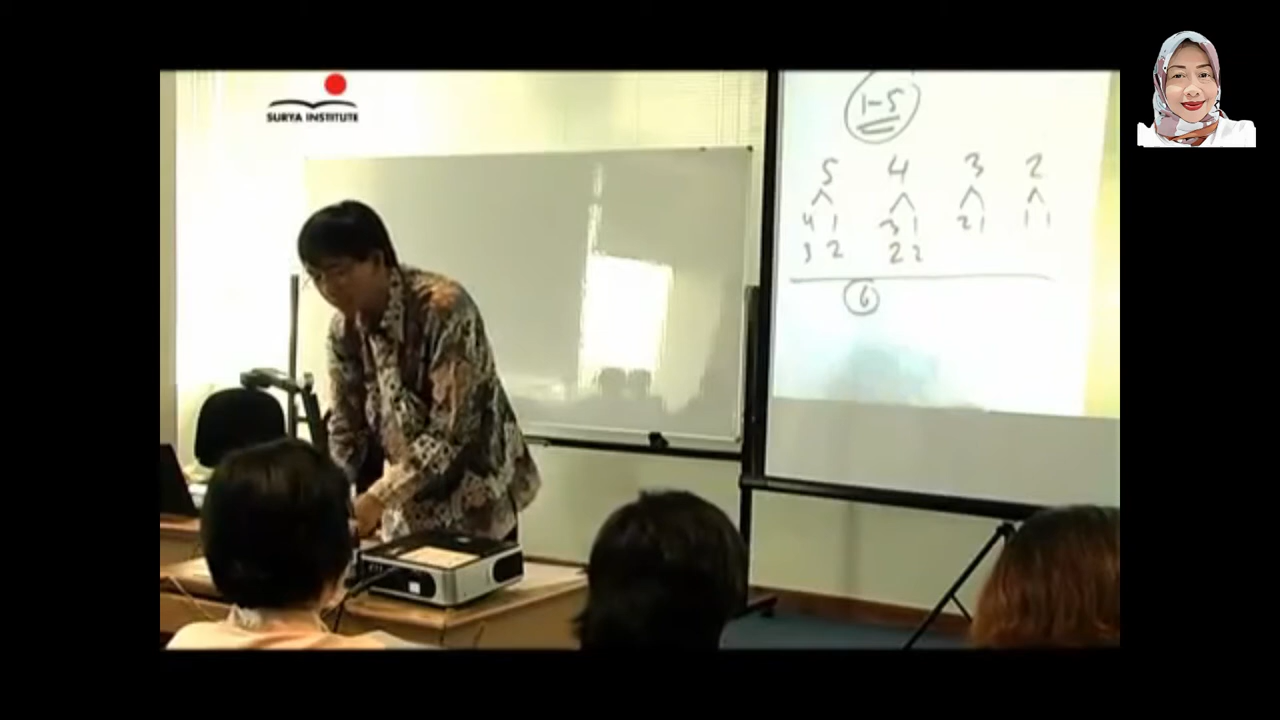 SURYA INSTITUTE
1-5
5 4 3 2
4 1 3 1 2 1 1 1
3 2 2 2
6